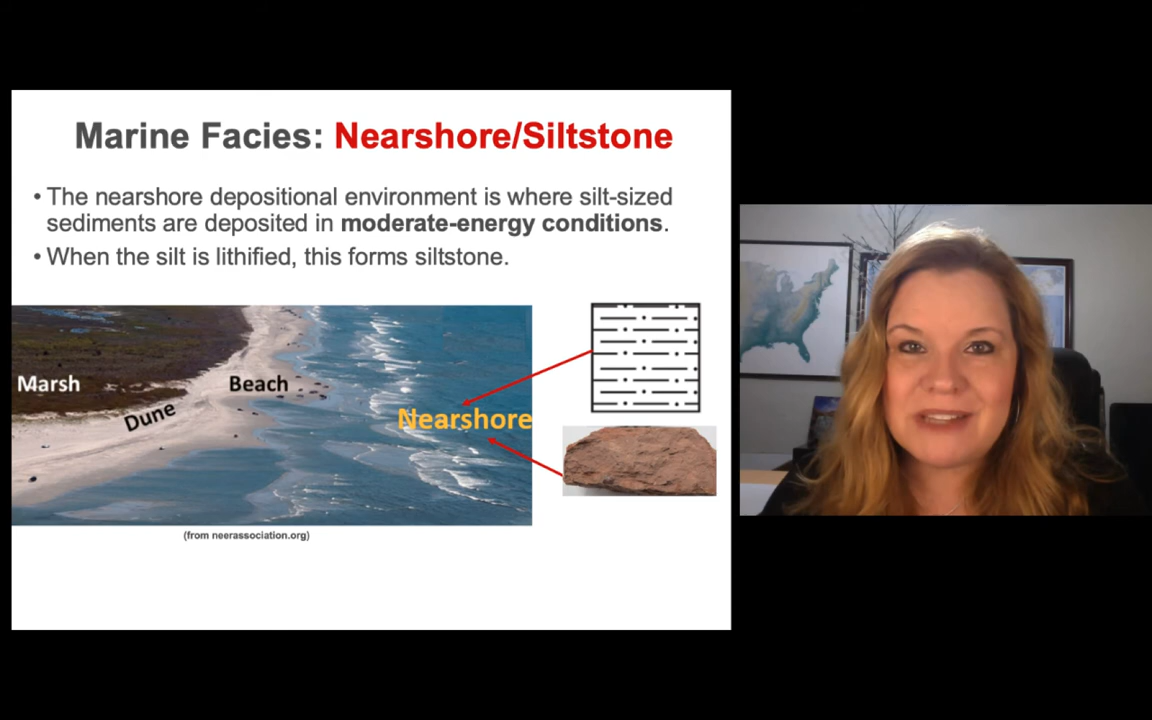 Marine Facies: Nearshore/Siltstone
• The nearshore depositional environment is where silt-sized
sediments are deposited in moderate-energy conditions.
• When the silt is lithified, this forms siltstone.
Marsh
Beach
Dune
Nearshore
(from neerassociation.org)